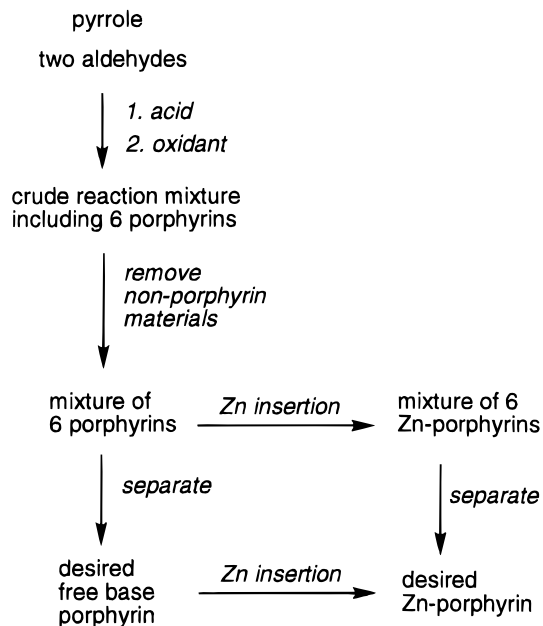 pyrrole
two aldehydes
1. acid
2. oxidant
crude reaction mixture
including 6 porphyrins
remove
non-porphyrin
materials
mixture of
6 porphyrins
Zn insertion
mixture of 6
Zn-porphyrins
separate
separate
desired
free base
porphyrin
Zn insertion
desired
Zn-porphyrin